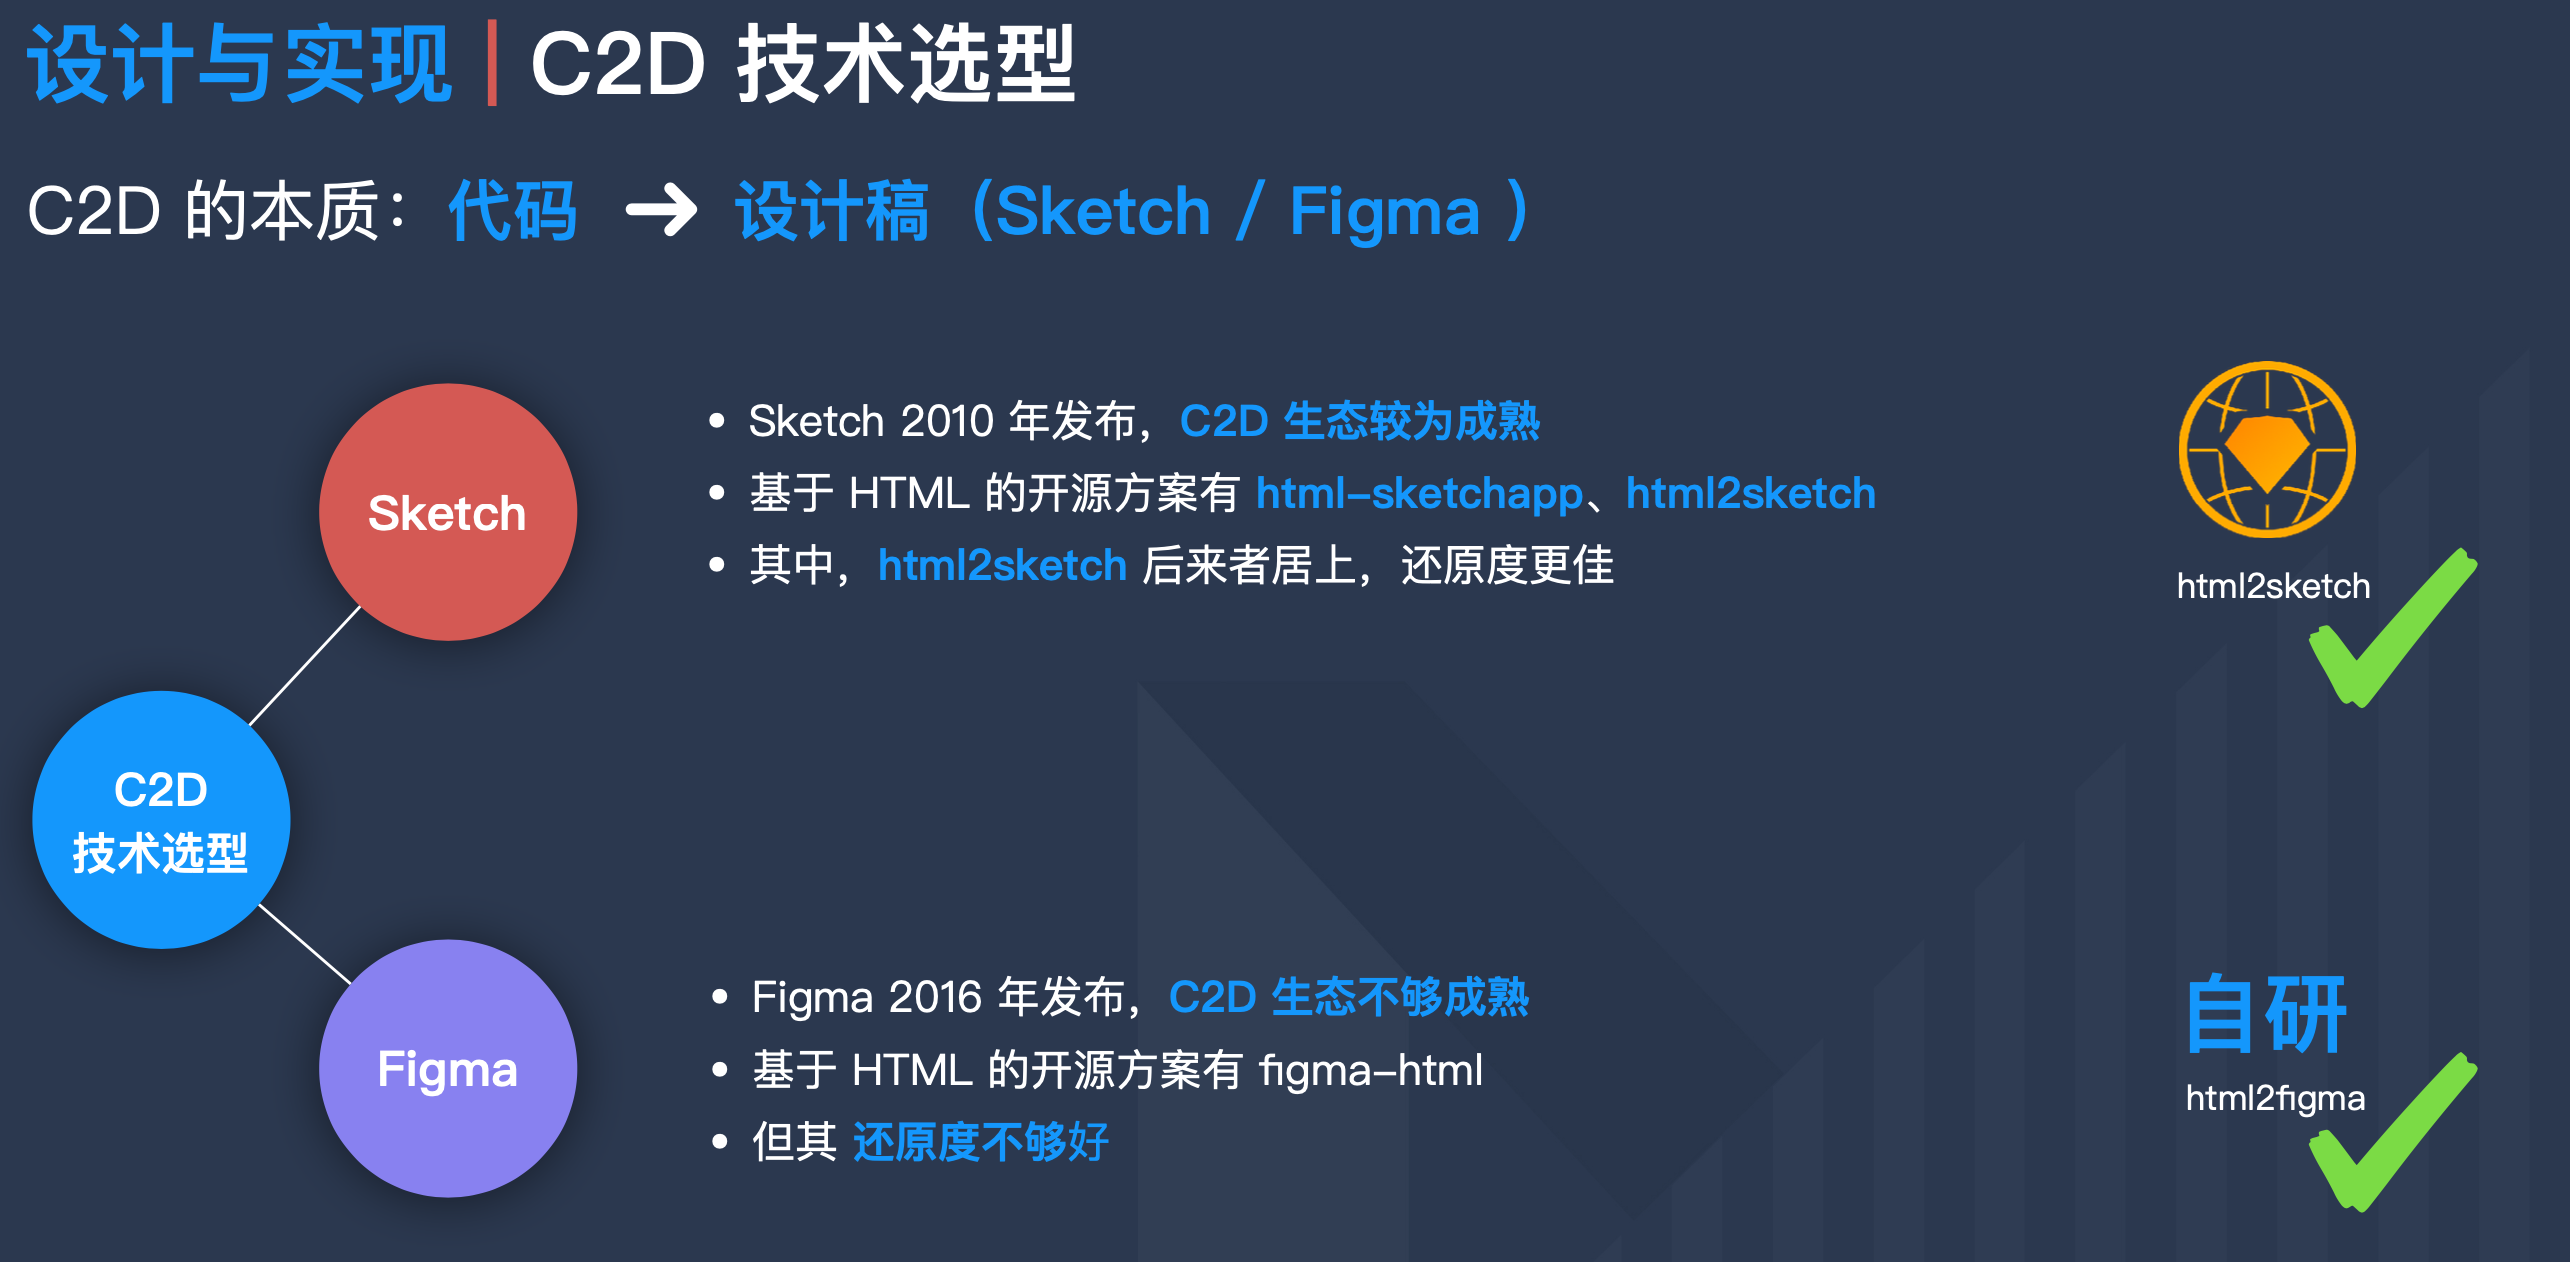 设计与实现 | C2D 技术选型
C2D 的本质：代码 → 设计稿（Sketch / Figma ）
Sketch
• Sketch 2010 年发布，C2D 生态较为成熟
• 基于 HTML 的开源方案有 html-sketchapp、html2sketch
• 其中，html2sketch 后来者居上，还原度更佳
html2sketch
C2D
技术选型
Figma
• Figma 2016 年发布，C2D 生态不够成熟
• 基于 HTML 的开源方案有 figma-html
• 但其 还原度不够好
自研
html2figma